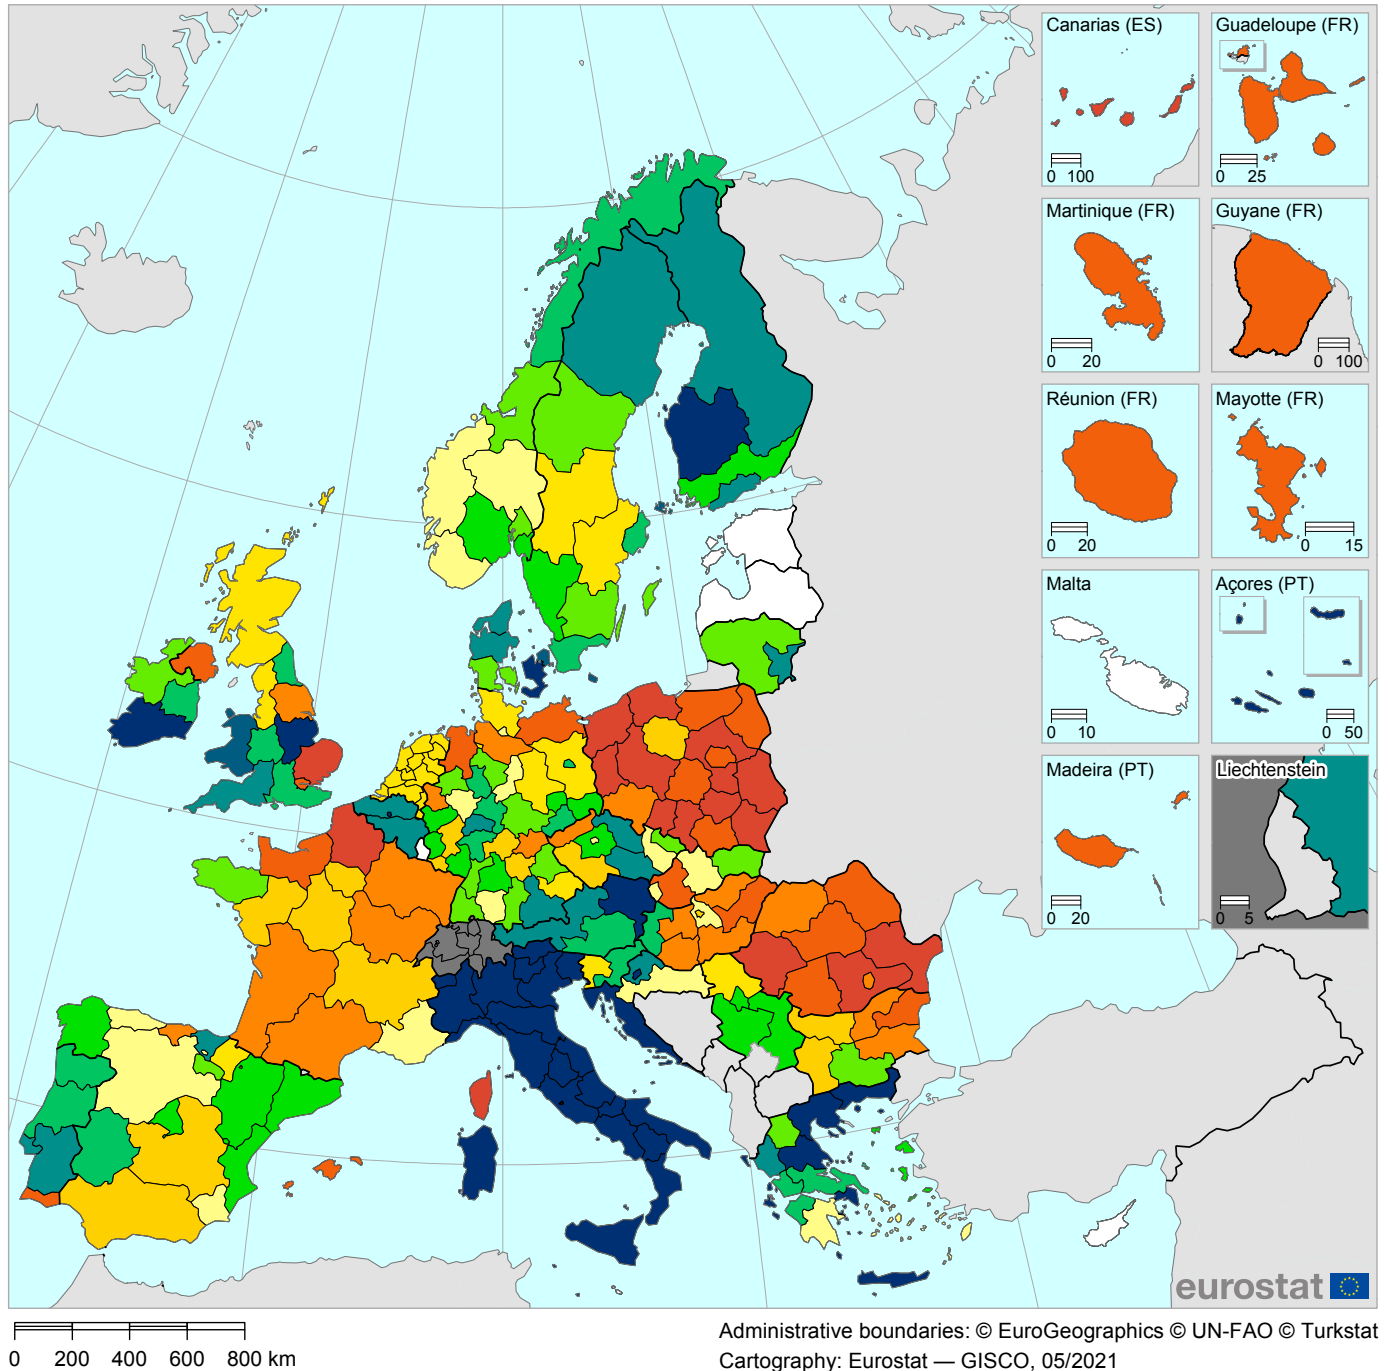 Canarias (ES)
0 100
Guadeloupe (FR)
0 25
Martinique (FR)
0 20
Guyane (FR)
0 100
Réunion (FR)
0 20
Mayotte (FR)
0 15
Malta
0 10
Açores (PT)
0 50
Madeira (PT)
0 20
Liechtenstein
0 5
eurostat
Administrative boundaries: © EuroGeographics © UN-FAO © Turkstat
Cartography: Eurostat — GISCO, 05/2021
0 200 400 600 800 km